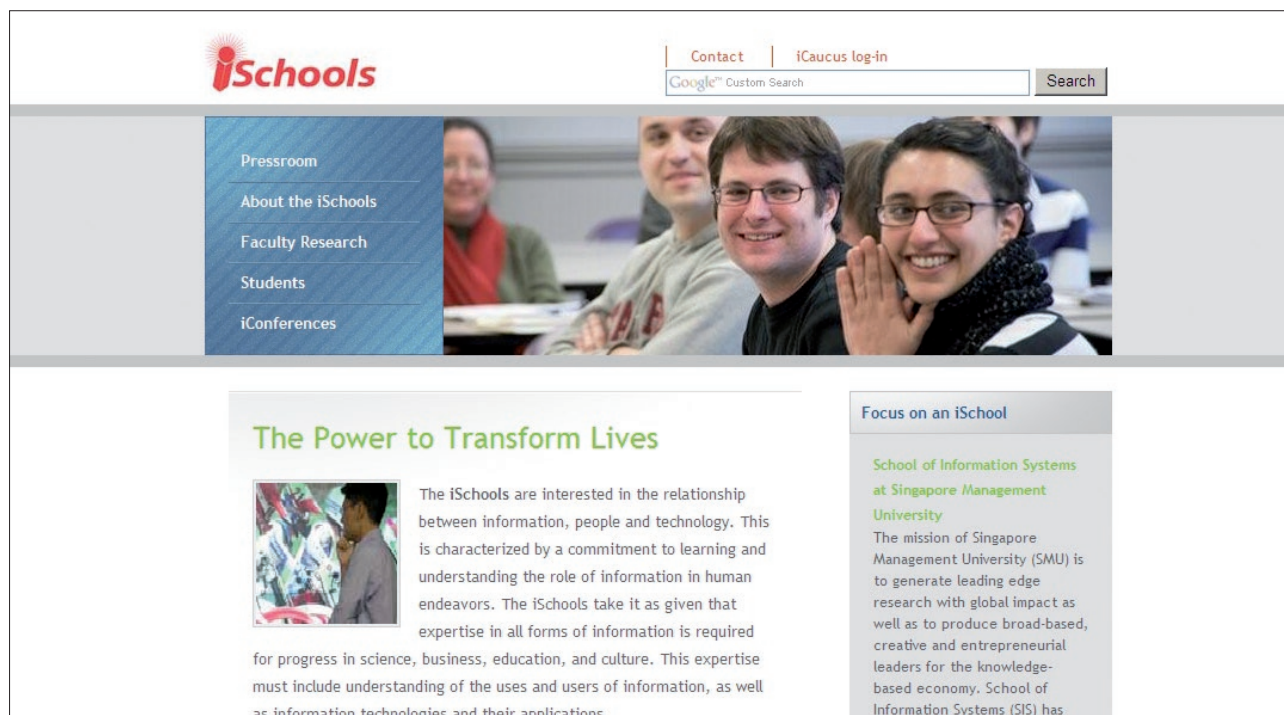 iSchools
Contact
iCaucus log-in
Google™ Custom Search
Search
Pressroom
About the iSchools
Faculty Research
Students
iConferences
The Power to Transform Lives
The iSchools are interested in the relationship
between information, people and technology. This
is characterized by a commitment to learning and
understanding the role of information in human
endeavors. The iSchools take it as given that
expertise in all forms of information is required
for progress in science, business, education, and culture. This expertise
must include understanding of the uses and users of information, as well
as information technologies and their applications.
Focus on an iSchool
School of Information Systems
at Singapore Management
University
The mission of Singapore
Management University (SMU) is
to generate leading edge
research with global impact as
well as to produce broad-based,
creative and entrepreneurial
leaders for the knowledge-
based economy. School of
Information Systems (SIS) has